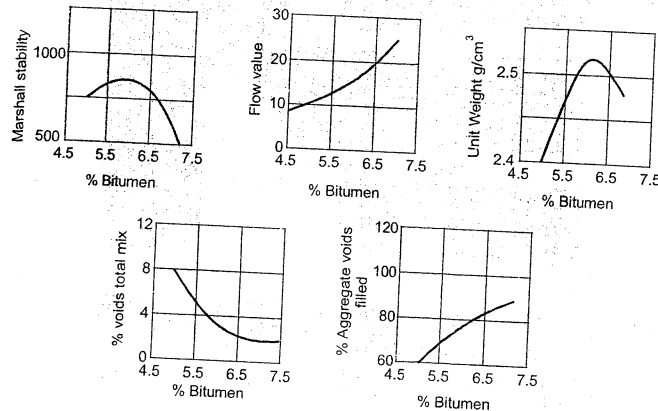 Marshall stability
1000
500
4.5 5.5 6.5 7.5
% Bitumen
Flow value
30
20
10
0
4.5 5.5 6.5 7.5
% Bitumen
Unit Weight g/cm³
2.5
2.4
4.5 5.5 6.5 7.5
% Bitumen
% voids total mix
12
8
4
0
4.5 5.5 6.5 7.5
% Bitumen
% Aggregate voids
filled
120
100
80
60
4.5 5.5 6.5 7.5
% Bitumen